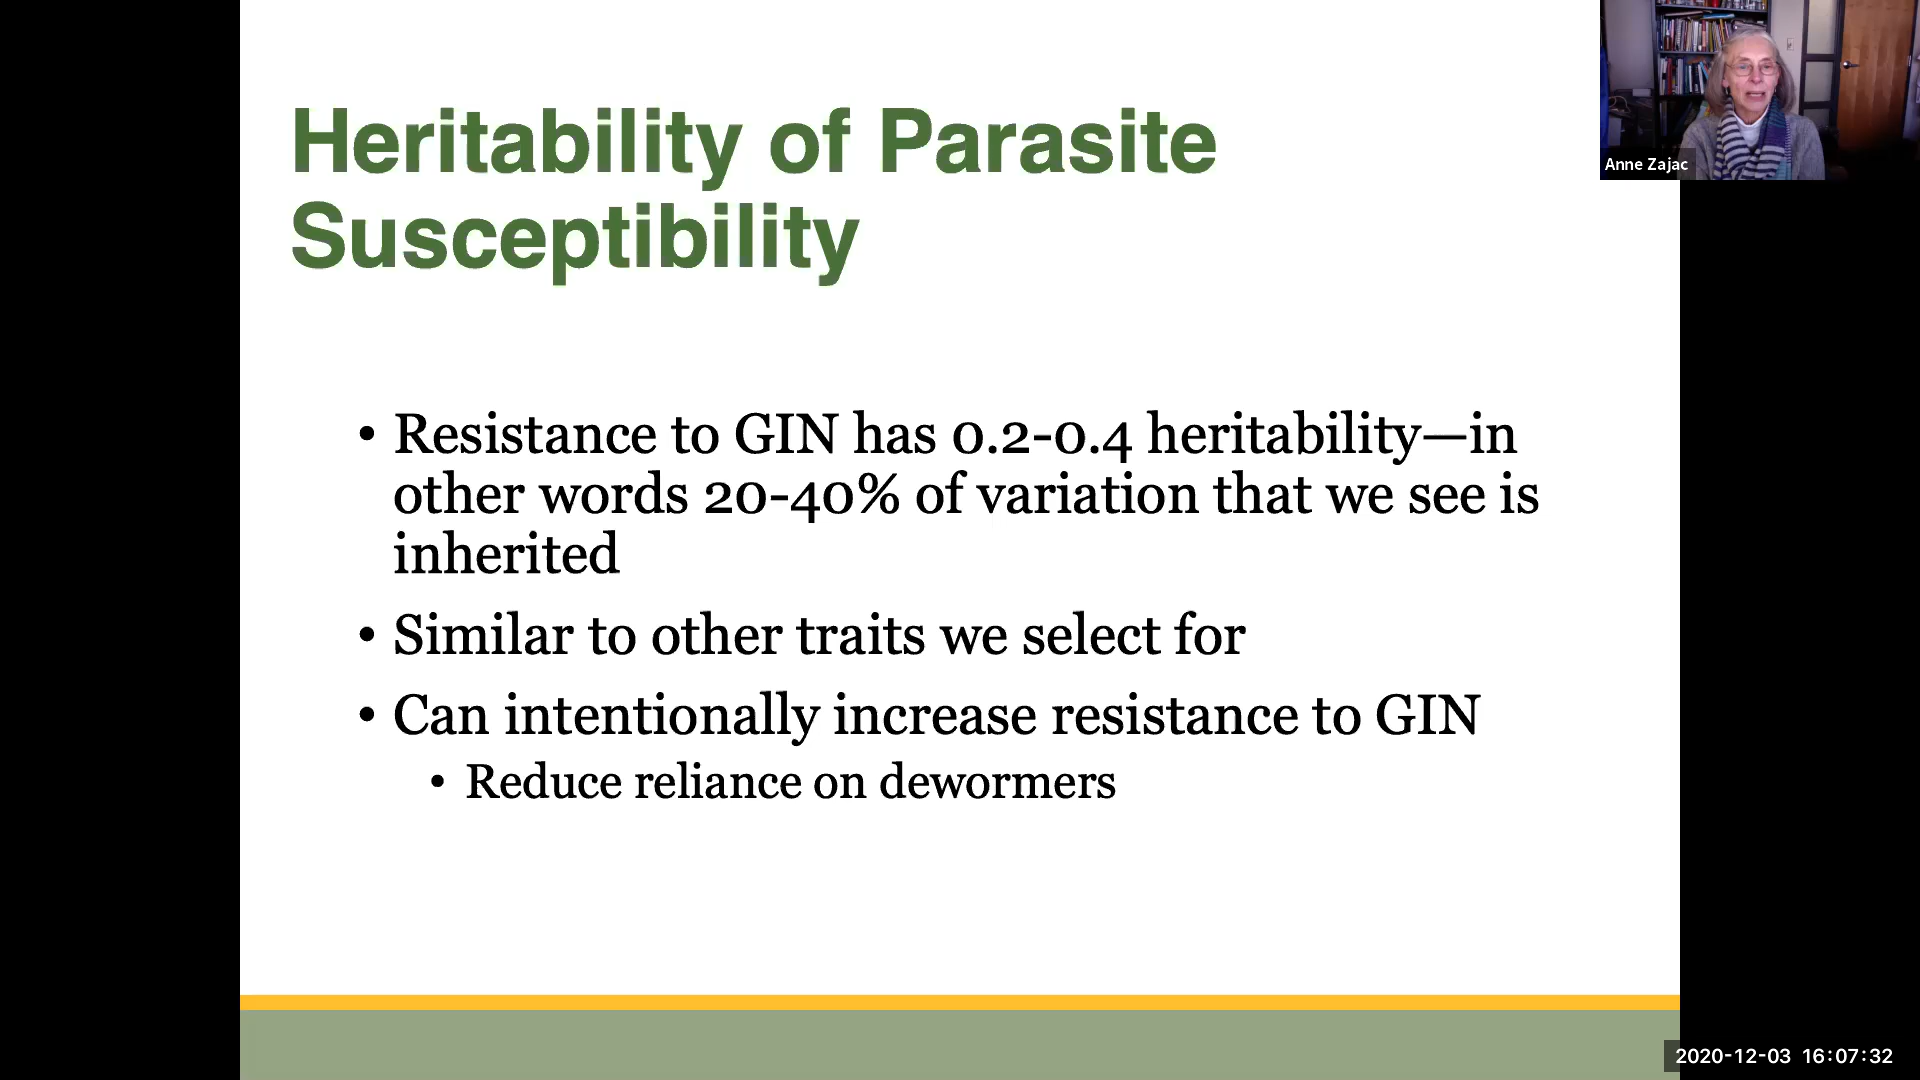 Heritability of Parasite
Susceptibility
Anne Zajac
• Resistance to GIN has 0.2-0.4 heritability—in
other words 20-40% of variation that we see is
inherited
• Similar to other traits we select for
• Can intentionally increase resistance to GIN
• Reduce reliance on dewormers
2020-12-03 16:07:32